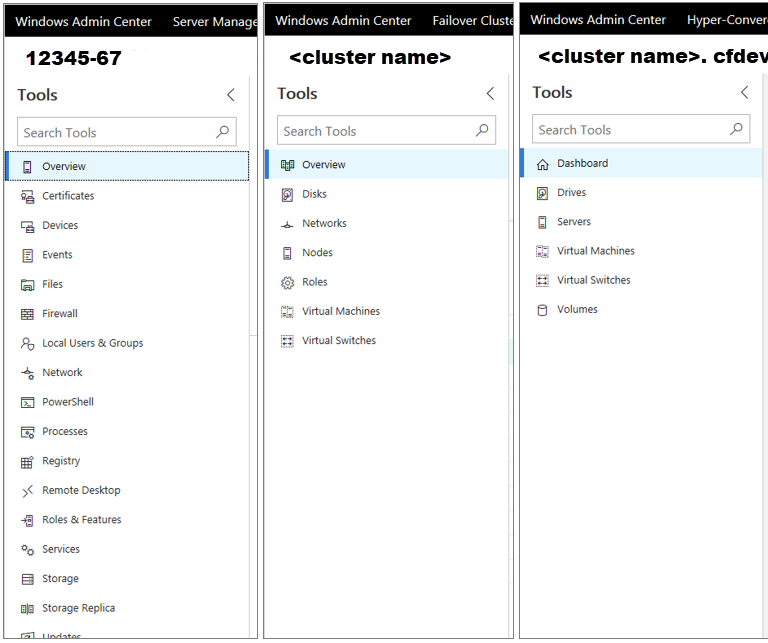 Windows Admin Center Server Manage
12345-67
Tools
Search Tools
Overview
Certificates
Devices
Events
Files
Firewall
Local Users & Groups
Network
PowerShell
Processes
Registry
Remote Desktop
Roles & Features
Services
Storage
Storage Replica
Updates
Windows Admin Center Failover Cluste
<cluster name>
Tools
Search Tools
Overview
Disks
Networks
Nodes
Roles
Virtual Machines
Virtual Switches
Windows Admin Center Hyper-Conver
<cluster name>. cfdev
Tools
Search Tools
Dashboard
Drives
Servers
Virtual Machines
Virtual Switches
Volumes